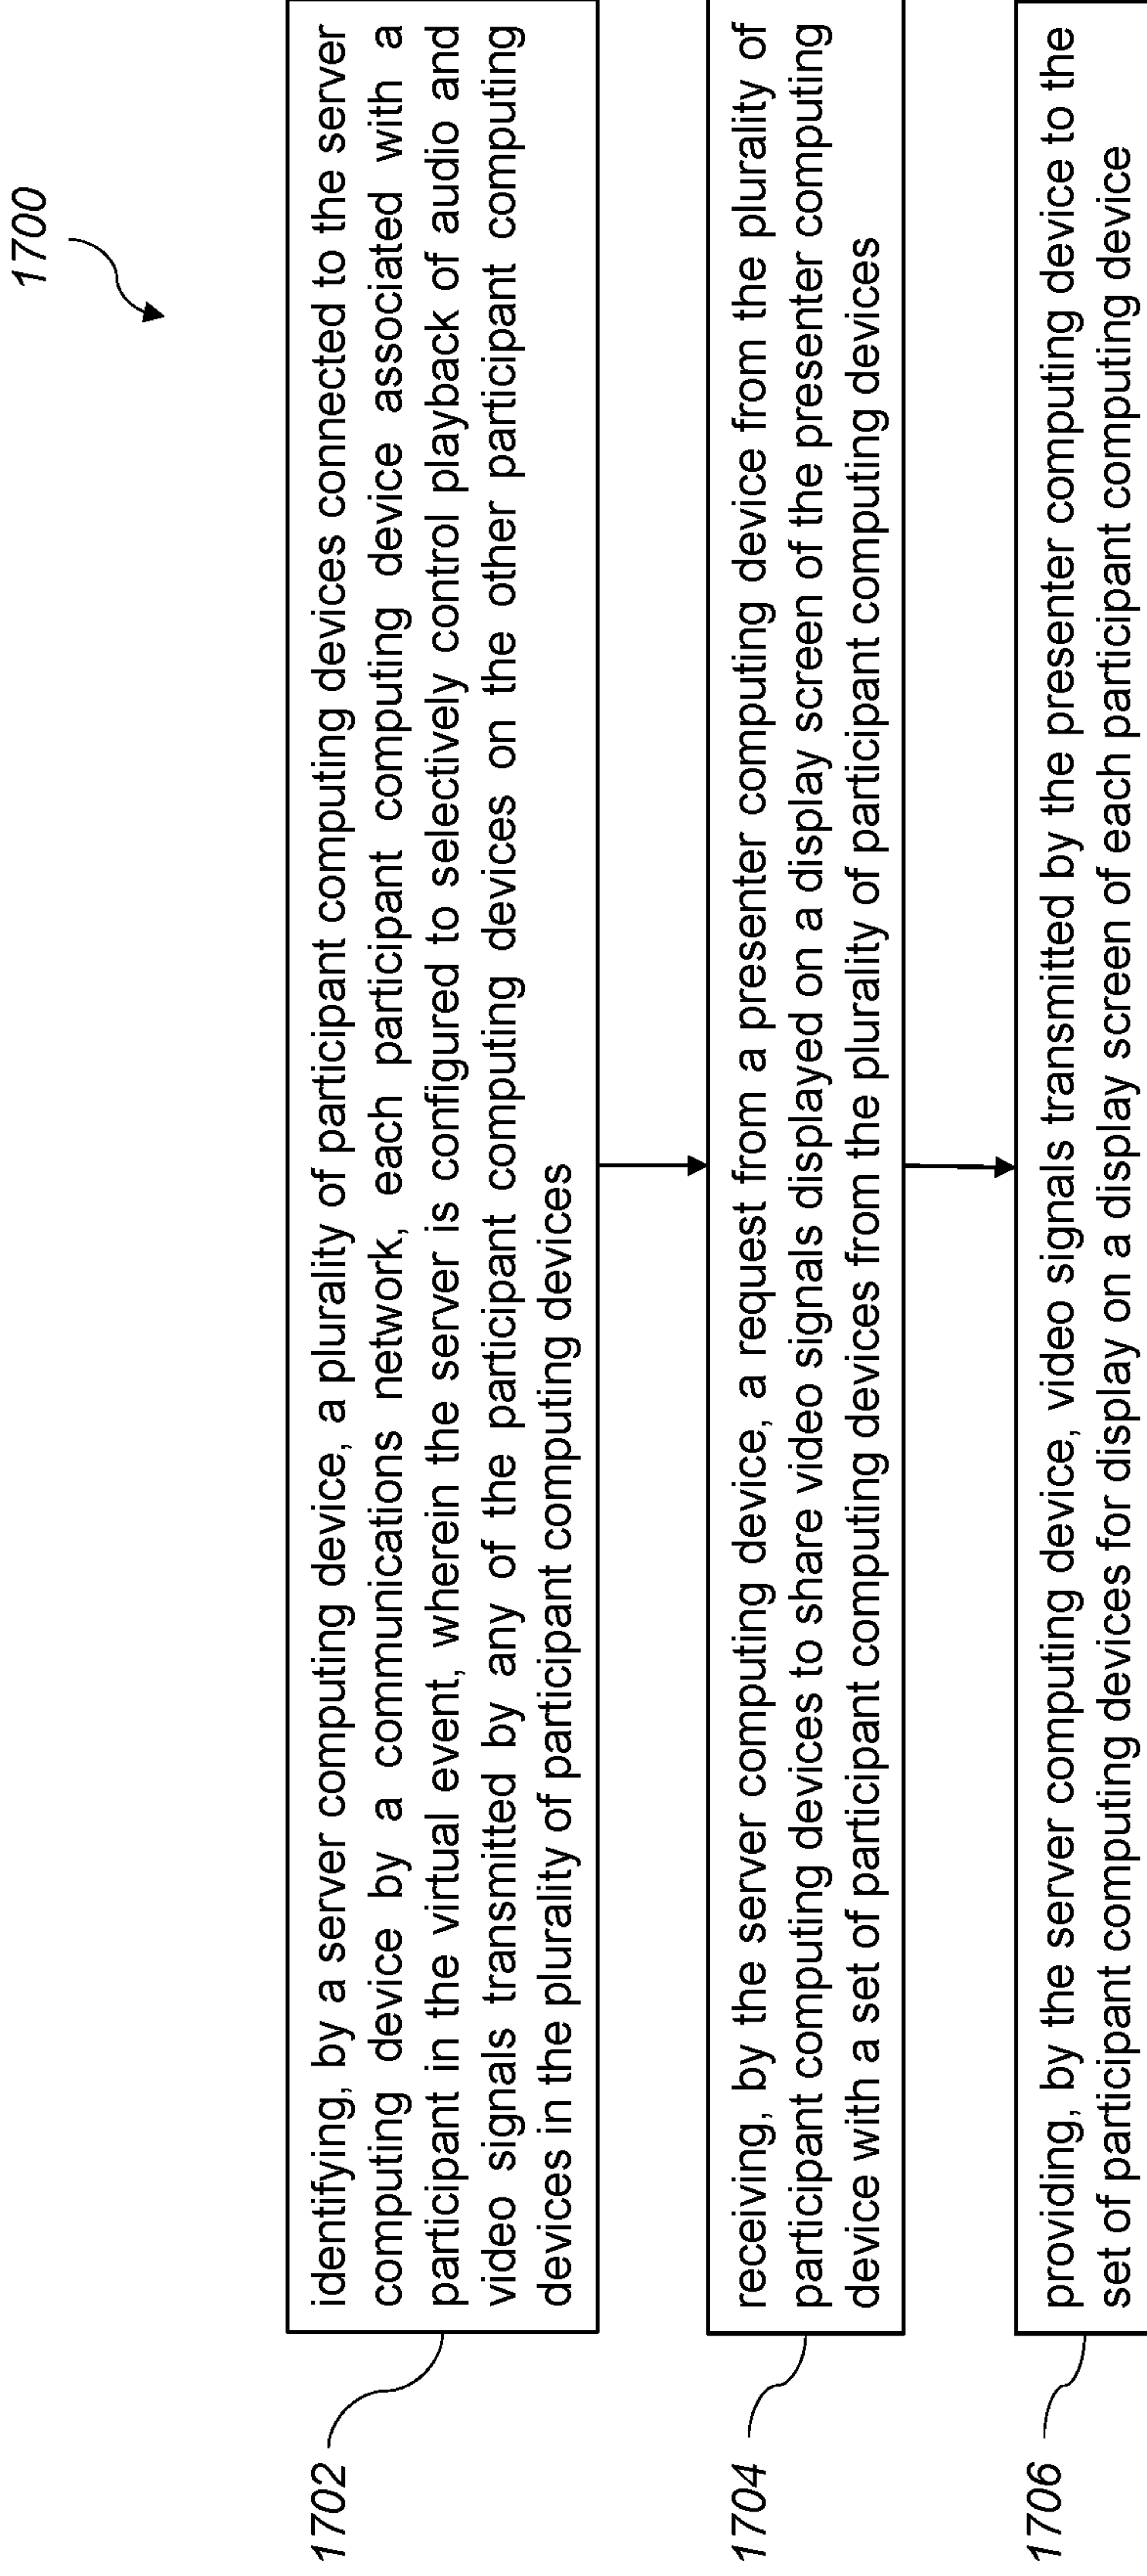 1700
1702
identifying, by a server computing device, a plurality of participant computing devices connected to the server
computing device by a communications network, each participant computing device associated with a
participant in the virtual event, wherein the server is configured to selectively control playback of audio and
video signals transmitted by any of the participant computing devices on the other participant computing
devices in the plurality of participant computing devices
1704
receiving, by the server computing device, a request from a presenter computing device from the plurality of
participant computing devices to share video signals displayed on a display screen of the presenter computing
device with a set of participant computing devices from the plurality of participant computing devices
1706
providing, by the server computing device, video signals transmitted by the presenter computing device to the
set of participant computing devices for display on a display screen of each participant computing device